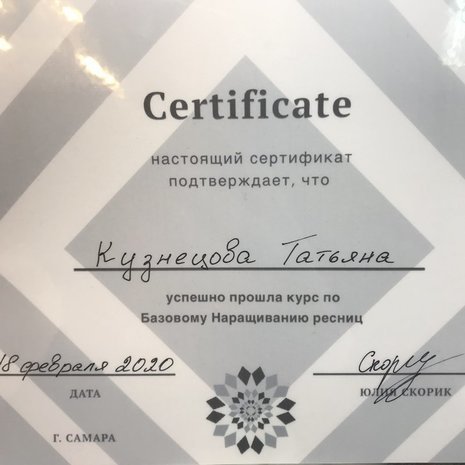 Certificate
настоящий сертификат
подтверждает, что
Кузнецова Татьяна
успешно прошла курс по
Базовому Наращиванию ресниц
18 февраля 2020
ДАТА
ЮЛИЯ СКОРИК
Г. САМАРА